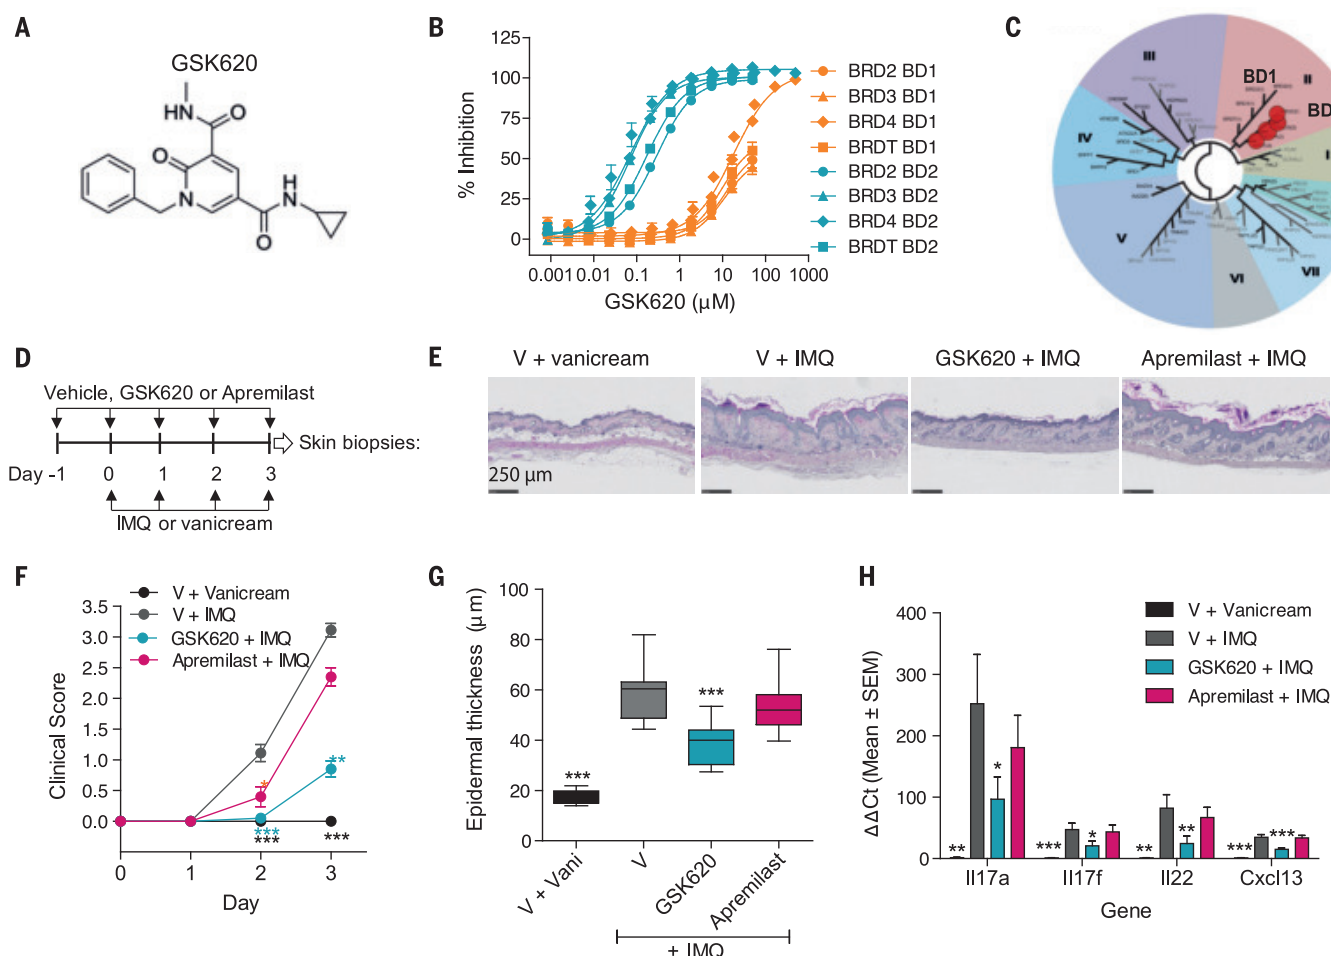 A
GSK620
HN
O
O
N
H
N
O
B
% Inhibition
125
100
75
50
25
0
0.001 0.01 0.1 1 10 100 1000
GSK620 (μM)
BRD2 BD1
BRD3 BD1
BRD4 BD1
BRDT BD1
BRD2 BD2
BRD3 BD2
BRD4 BD2
BRDT BD2
C
III
II
BD1
BD
IV
I
V
VI
VII
D
Vehicle, GSK620 or Apremilast
Skin biopsies:
Day -1 0 1 2 3
IMQ or vanicream
E
V + vanicream V + IMQ GSK620 + IMQ Apremilast + IMQ
250 μm
F
V + Vanicream
V + IMQ
GSK620 + IMQ
Apremilast + IMQ
Clinical Score
3.5
3.0
2.5
2.0
1.5
1.0
0.5
0.0
*
**
***
***
***
0 1 2 3
Day
G
Epidermal thickness (μm)
100
80
60
40
20
0
***
***
V + Vani V GSK620 Apremilast
+ IMQ
H
V + Vanicream
V + IMQ
GSK620 + IMQ
Apremilast + IMQ
ΔΔCt (Mean ± SEM)
400
300
200
100
0
** * *** * ** ** *** ***
Il17a Il17f Il22 Cxcl13
Gene